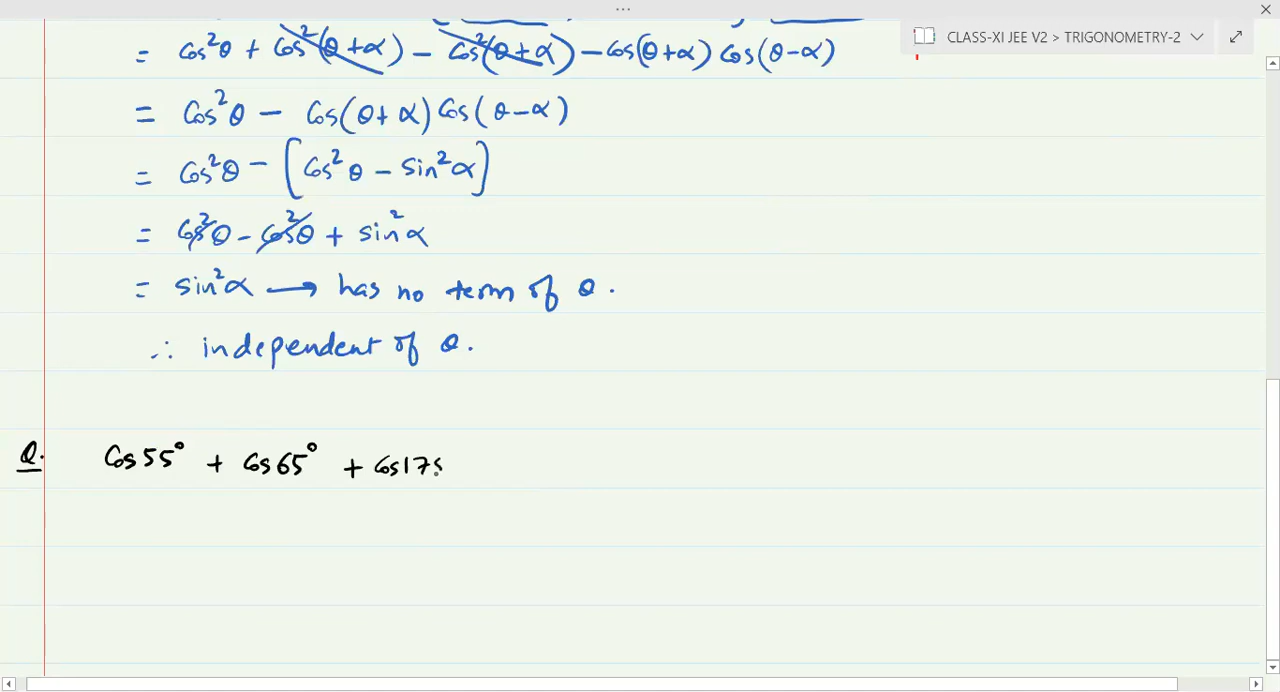 CLASS-XI JEE V2 > TRIGONOMETRY-2
= Cos²θ + Cos²(θ+α) - Cos²(θ+α) - Cos(θ+α) Cos(θ-α)
= Cos²θ - Cos(θ+α) Cos(θ-α)
= Cos²θ - [Cos²θ - sin²α]
= Cos²θ - Cos²θ + sin²α
= sin²α ⟶ has no term of θ.
∴ independent of θ.
Q. Cos55° + Cos65° + Cos175